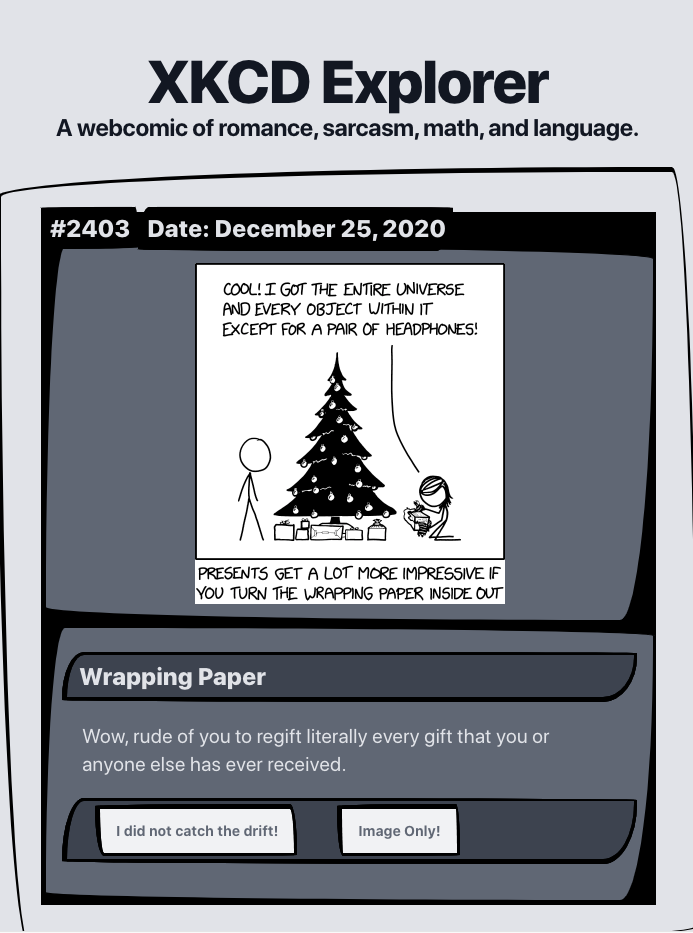 XKCD Explorer
A webcomic of romance, sarcasm, math, and language.
#2403 Date: December 25, 2020
COOL! I GOT THE ENTIRE UNIVERSE
AND EVERY OBJECT WITHIN IT
EXCEPT FOR A PAIR OF HEADPHONES!
PRESENTS GET A LOT MORE IMPRESSIVE IF
YOU TURN THE WRAPPING PAPER INSIDE OUT
Wrapping Paper
Wow, rude of you to regift literally every gift that you or
anyone else has ever received.
I did not catch the drift! Image Only!